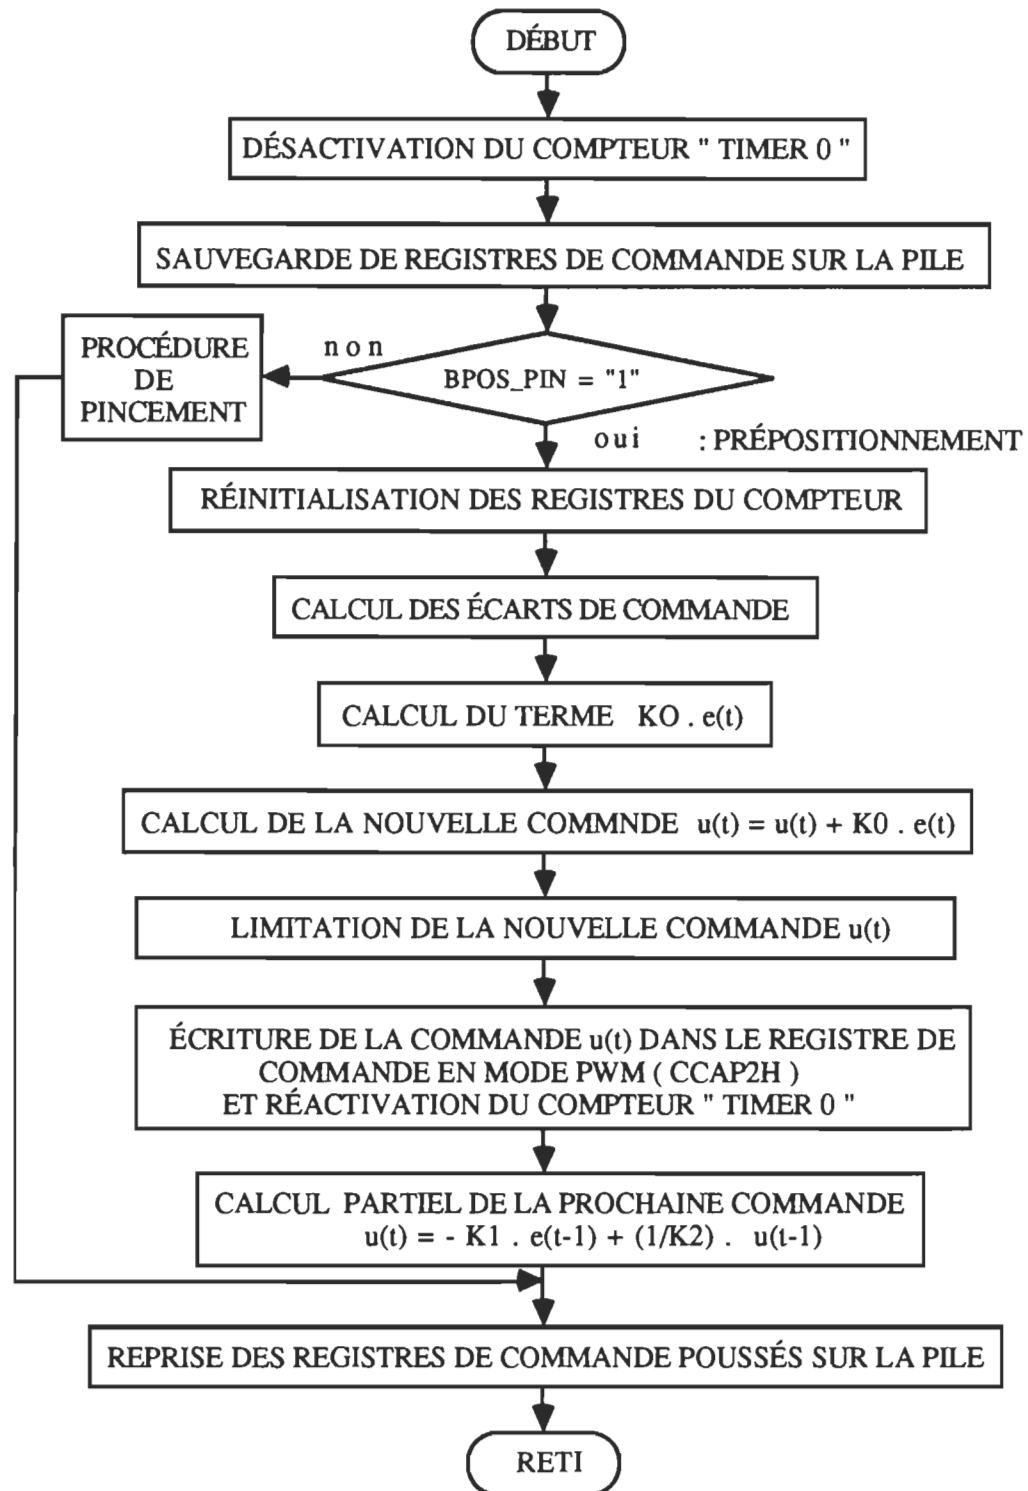 DÉBUT
DÉSACTIVATION DU COMPTEUR " TIMER 0 "
SAUVEGARDE DE REGISTRES DE COMMANDE SUR LA PILE
PROCÉDURE
DE
PINCEMENT
non
BPOS_PIN = "1"
oui : PRÉPOSITIONNEMENT
RÉINITIALISATION DES REGISTRES DU COMPTEUR
CALCUL DES ÉCARTS DE COMMANDE
CALCUL DU TERME KO . e(t)
CALCUL DE LA NOUVELLE COMMNDE u(t) = u(t) + K0 . e(t)
LIMITATION DE LA NOUVELLE COMMANDE u(t)
ÉCRITURE DE LA COMMANDE u(t) DANS LE REGISTRE DE
COMMANDE EN MODE PWM ( CCAP2H )
ET RÉACTIVATION DU COMPTEUR " TIMER 0 "
CALCUL PARTIEL DE LA PROCHAINE COMMANDE
u(t) = - K1 . e(t-1) + (1/K2) . u(t-1)
REPRISE DES REGISTRES DE COMMANDE POUSSÉS SUR LA PILE
RETI